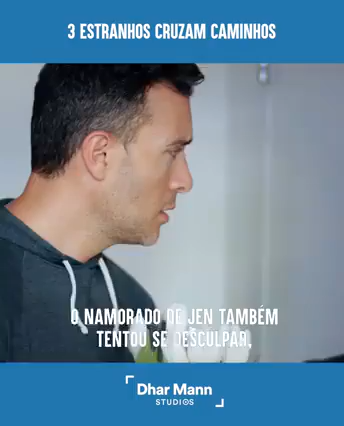 3 ESTRANHOS CRUZAM CAMINHOS
O NAMORADO DE JEN TAMBÉM
TENTOU SE DESCULPAR,
Dhar Mann
STUDIOS